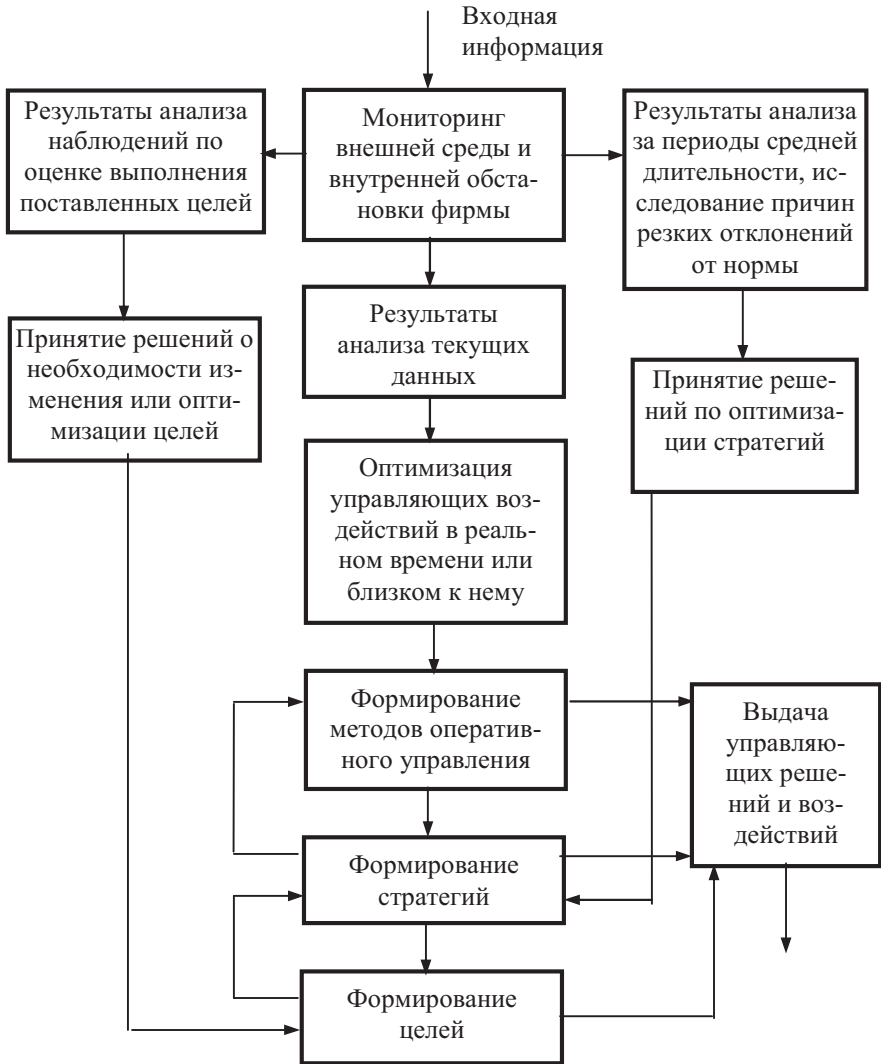 Входная
информация
Результаты анализа
наблюдений по
оценке выполнения
поставленных целей
Мониторинг
внешней среды и
внутренней обста-
новки фирмы
Результаты анализа
за периоды средней
длительности, ис-
следование причин
резких отклонений
от нормы
Принятие решений о
необходимости из-
менения или опти-
мизации целей
Результаты
анализа текущих
данных
Принятие реше-
ний по оптимиза-
ции стратегий
Оптимизация
управляющих воз-
действий в реаль-
ном времени или
близком к нему
Формирование
методов оператив-
ного управления
Выдача
управляю-
щих реше-
ний и воз-
действий
Формирование
стратегий
Формирование
целей